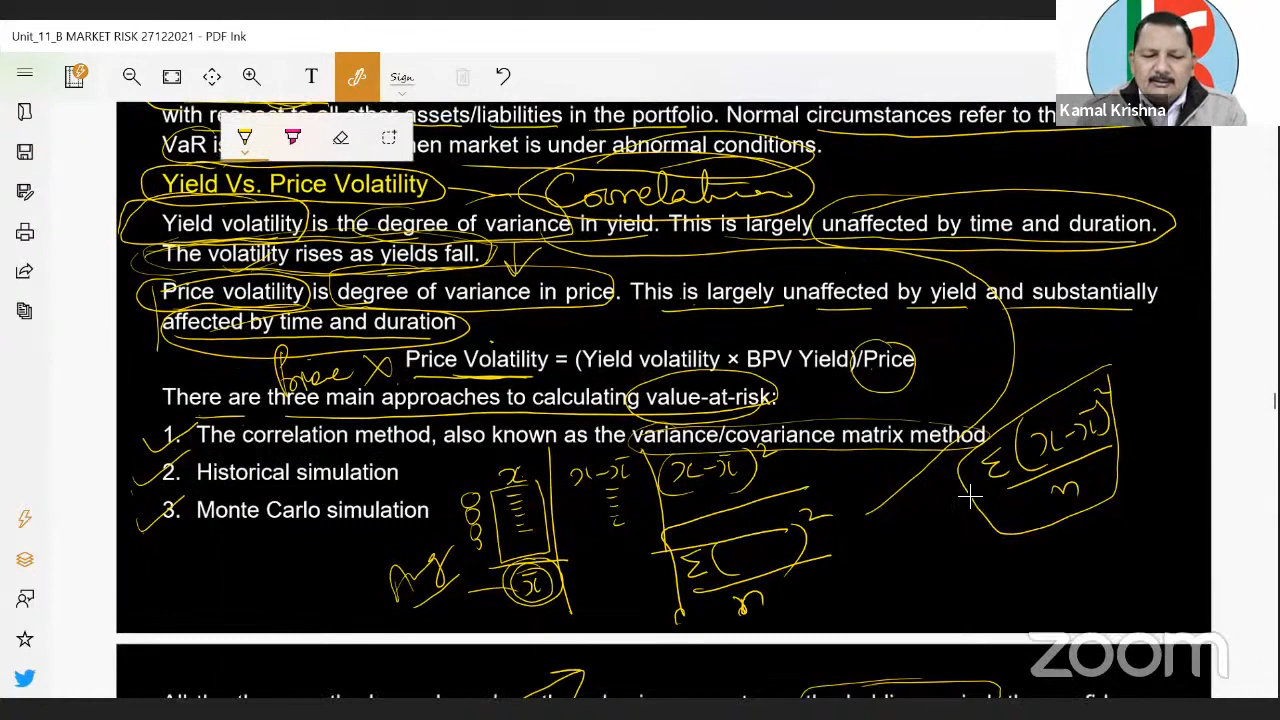 Unit_11_B MARKET RISK 27122021 - PDF Ink
T
Sign
Kamal Krishna
with respect to all other assets/liabilities in the portfolio. Normal circumstances refer to
VaR is when market is under abnormal conditions.
Yield Vs. Price Volatility
Correlation
Yield volatility is the degree of variance in yield. This is largely unaffected by time and duration.
The volatility rises as yields fall.
Price volatility is degree of variance in price. This is largely unaffected by yield and substantially
affected by time and duration
Price × Price Volatility = (Yield volatility × BPV Yield)/Price
There are three main approaches to calculating value-at-risk:
1. The correlation method, also known as the variance/covariance matrix method
2. Historical simulation
3. Monte Carlo simulation
x x-x̄ (x-x̄)²
Σ(x-x̄)²
n
Avg x̄
Σ( )²
n
zoom